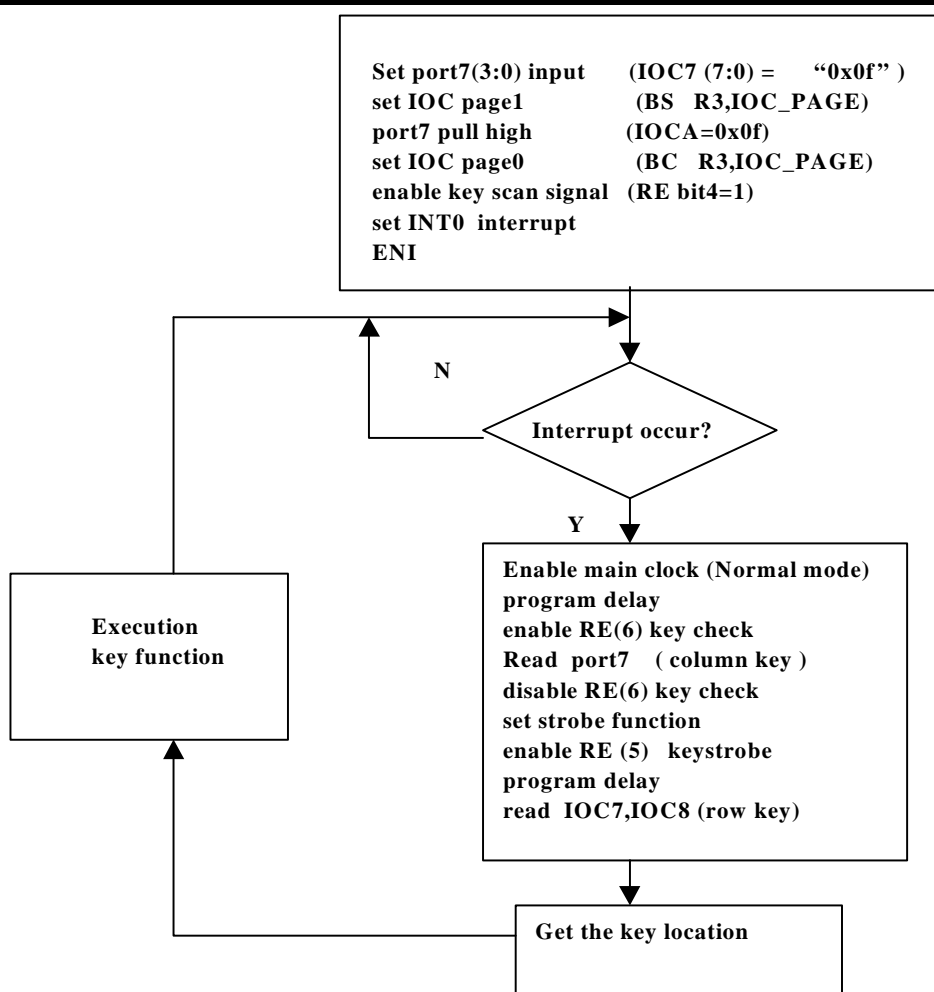 Set port7(3:0) input (IOC7 (7:0) = “0x0f” )
set IOC page1 (BS R3,IOC_PAGE)
port7 pull high (IOCA=0x0f)
set IOC page0 (BC R3,IOC_PAGE)
enable key scan signal (RE bit4=1)
set INT0 interrupt
ENI
N
Interrupt occur?
Y
Enable main clock (Normal mode)
program delay
enable RE(6) key check
Read port7 ( column key )
disable RE(6) key check
set strobe function
enable RE (5) keystrobe
program delay
read IOC7,IOC8 (row key)
Execution
key function
Get the key location